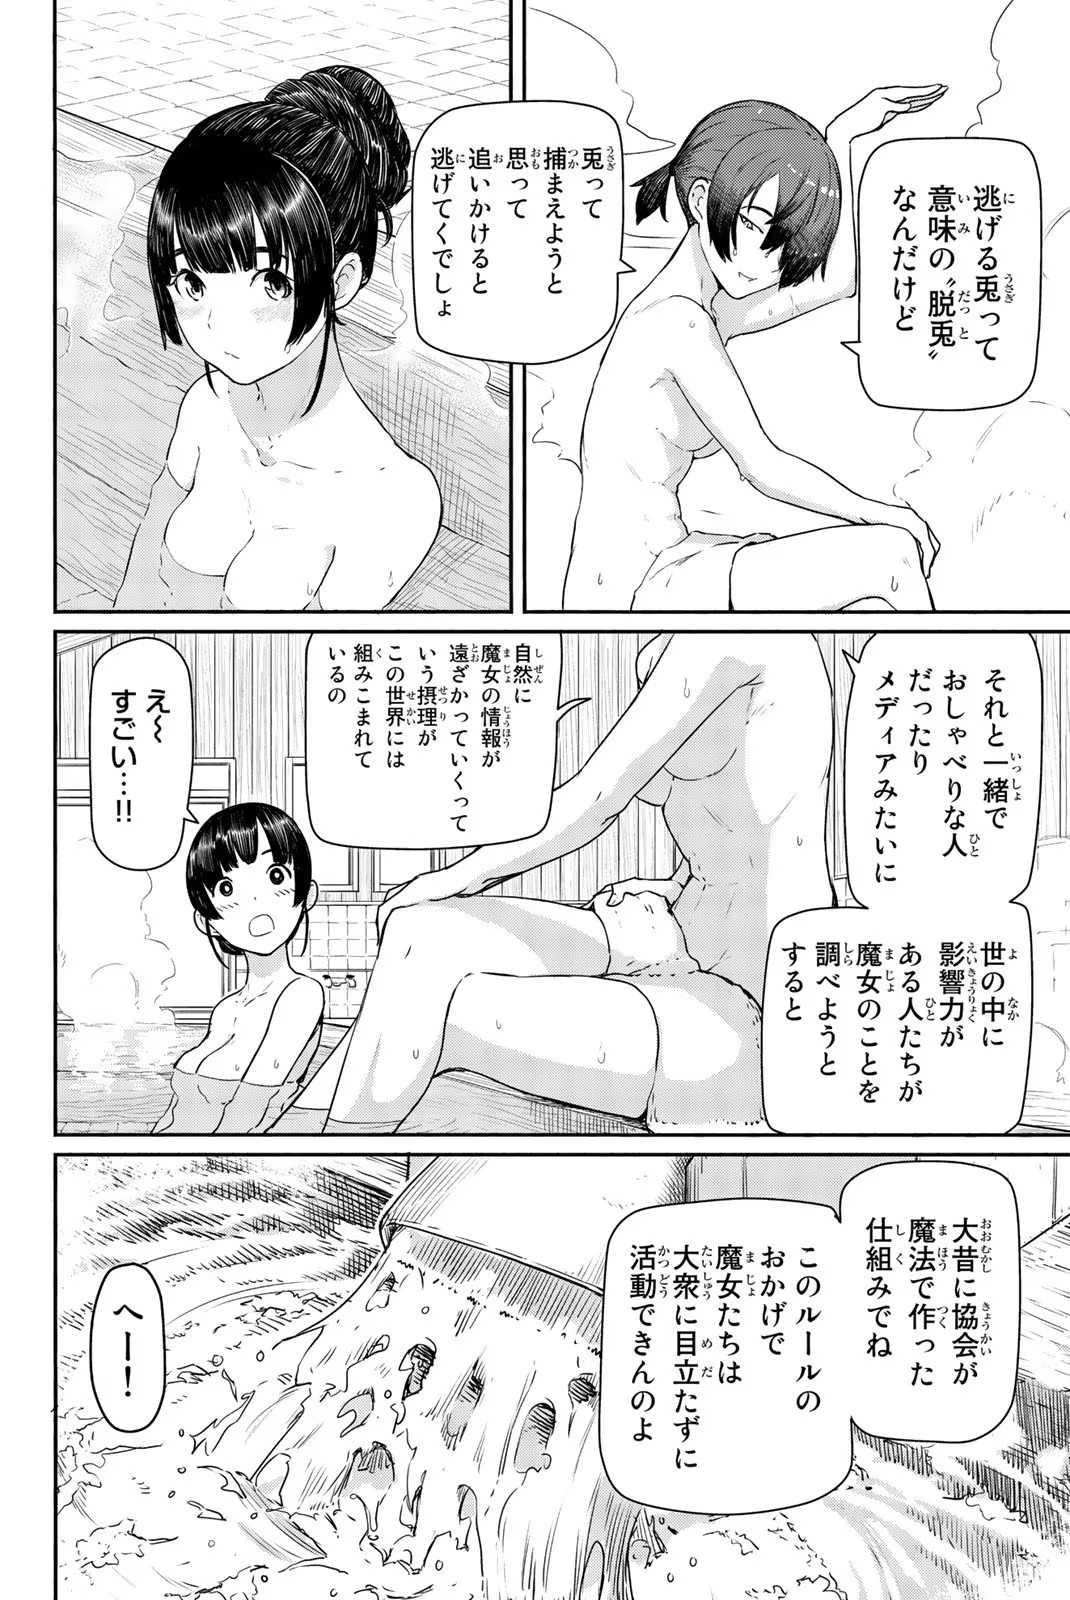 逃げる兎って
意味の〝脱兎〟
なんだけど
兎って
捕まえようと
思って
追いかけると
逃げてくでしょ
それと一緒で
おしゃべりな人
だったり
メディアみたいに
世の中に
影響力が
ある人たちが
魔女のことを
調べようと
すると
自然に
魔女の情報が
遠ざかっていくって
いう摂理が
この世界には
組みこまれて
いるの
え〜
すごい…!!
大昔に協会が
魔法で作った
仕組みでね
このルールの
おかげで
魔女たちは
大衆に目立たずに
活動できんのよ
へー!